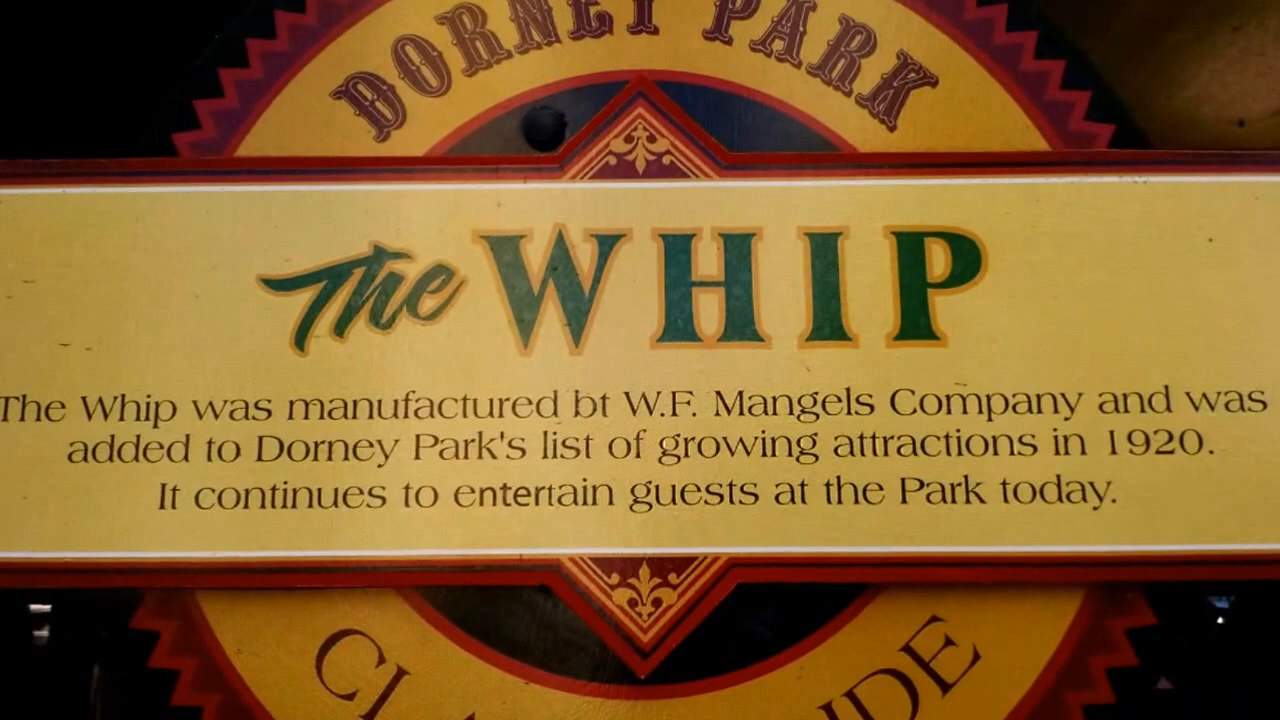 DORNEY PARK
The WHIP
The Whip was manufactured bt W.F. Mangels Company and was
added to Dorney Park's list of growing attractions in 1920.
It continues to entertain guests at the Park today.